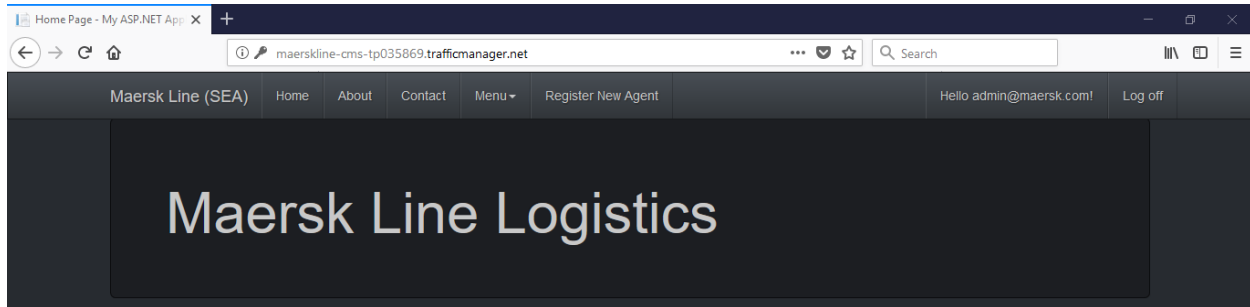 Home Page - My ASP.NET App
maerskline-cms-tp035869.trafficmanager.net
Search
Maersk Line (SEA) Home About Contact Menu Register New Agent Hello admin@maersk.com! Log off
Maersk Line Logistics